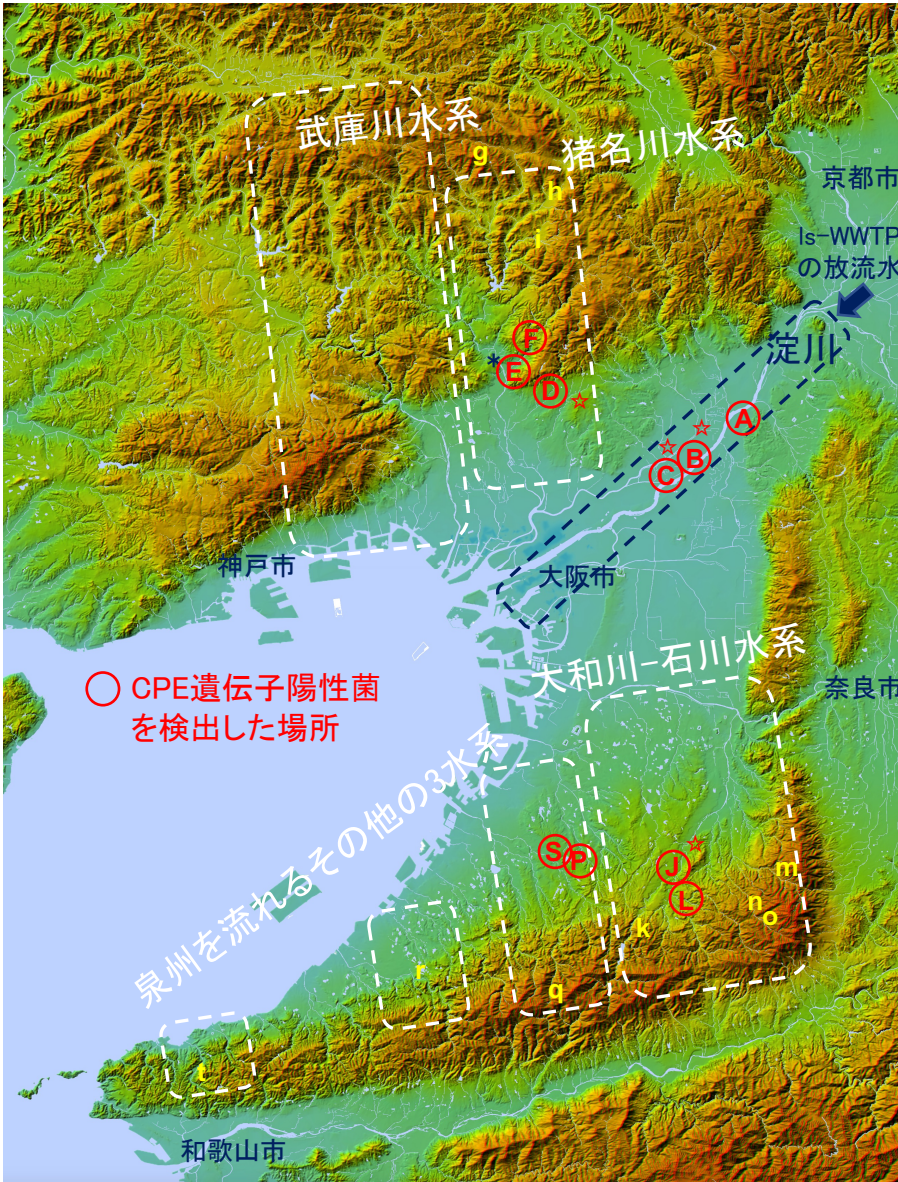 武庫川水系
g
猪名川水系
h
i
京都市
Is-WWTP
の放流水
淀川
F
*
E
D
☆
A
☆
B
☆
C
神戸市
大阪市
大和川-石川水系
奈良市
○ CPE遺伝子陽性菌
を検出した場所
泉州を流れるその他の3水系
S
P
☆
J
L
m
n
o
k
r
q
t
和歌山市